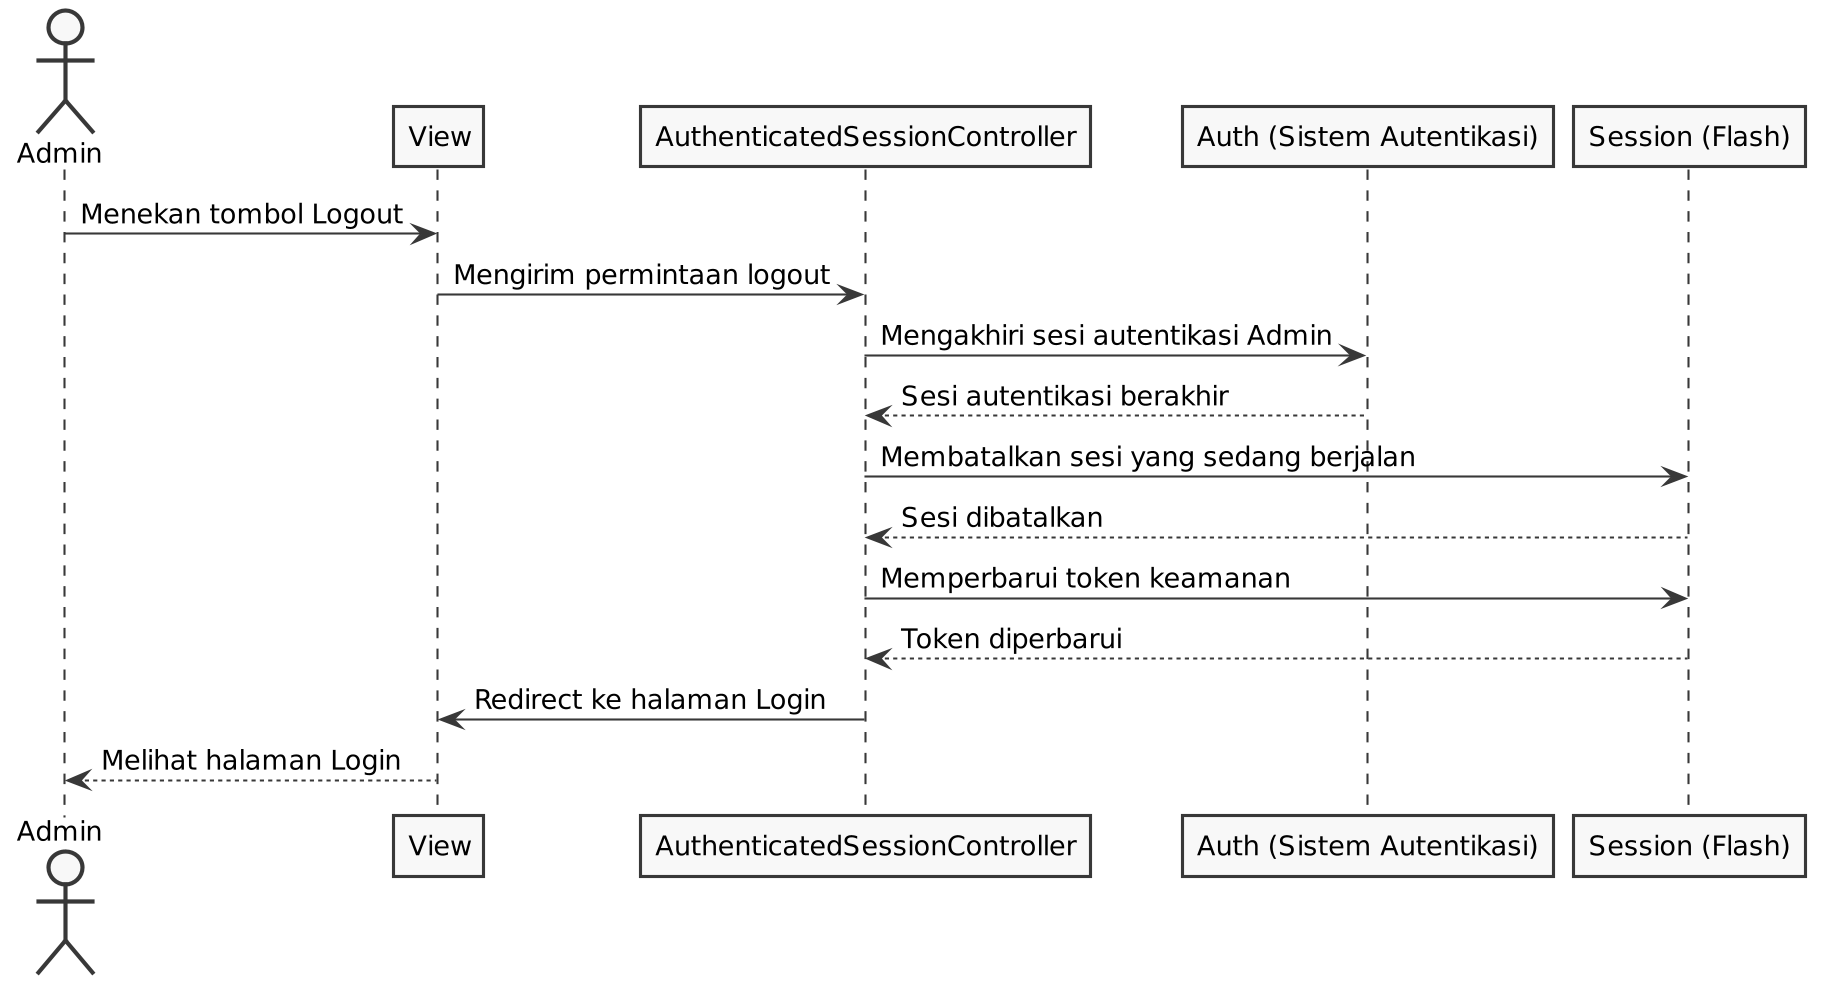 Admin
View
AuthenticatedSessionController
Auth (Sistem Autentikasi)
Session (Flash)
Menekan tombol Logout
Mengirim permintaan logout
Mengakhiri sesi autentikasi Admin
Sesi autentikasi berakhir
Membatalkan sesi yang sedang berjalan
Sesi dibatalkan
Memperbarui token keamanan
Token diperbarui
Redirect ke halaman Login
Melihat halaman Login
Admin
View
AuthenticatedSessionController
Auth (Sistem Autentikasi)
Session (Flash)